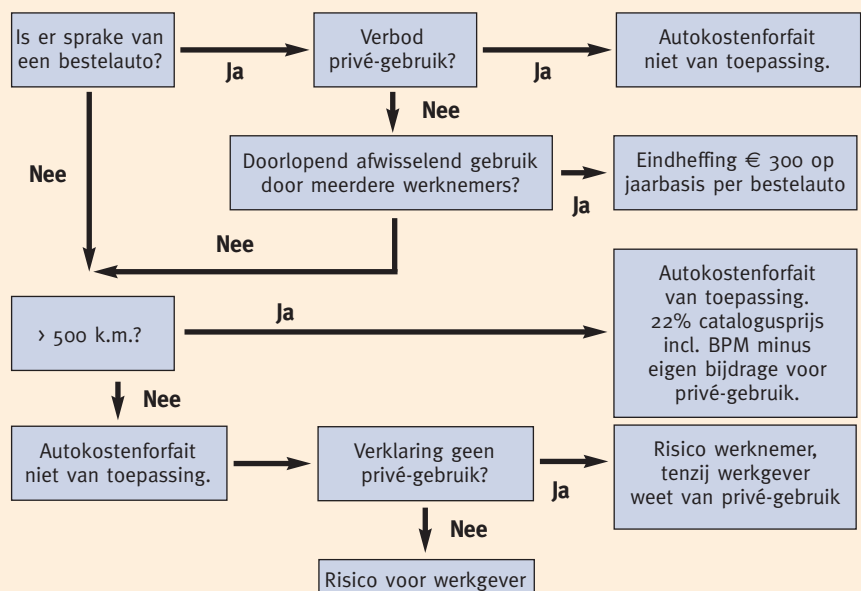 Is er sprake van
een bestelauto?
Ja
Verbod
privé-gebruik?
Ja
Autokostenforfait
niet van toepassing.
Nee
Nee
Doorlopend afwisselend gebruik
door meerdere werknemers?
Ja
Eindheffing € 300 op
jaarbasis per bestelauto
Nee
> 500 k.m.?
Ja
Autokostenforfait
van toepassing.
22% catalogusprijs
incl. BPM minus
eigen bijdrage voor
privé-gebruik.
Nee
Autokostenforfait
niet van toepassing.
Verklaring geen
privé-gebruik?
Ja
Risico werknemer,
tenzij werkgever
weet van privé-gebruik
Nee
Risico voor werkgever